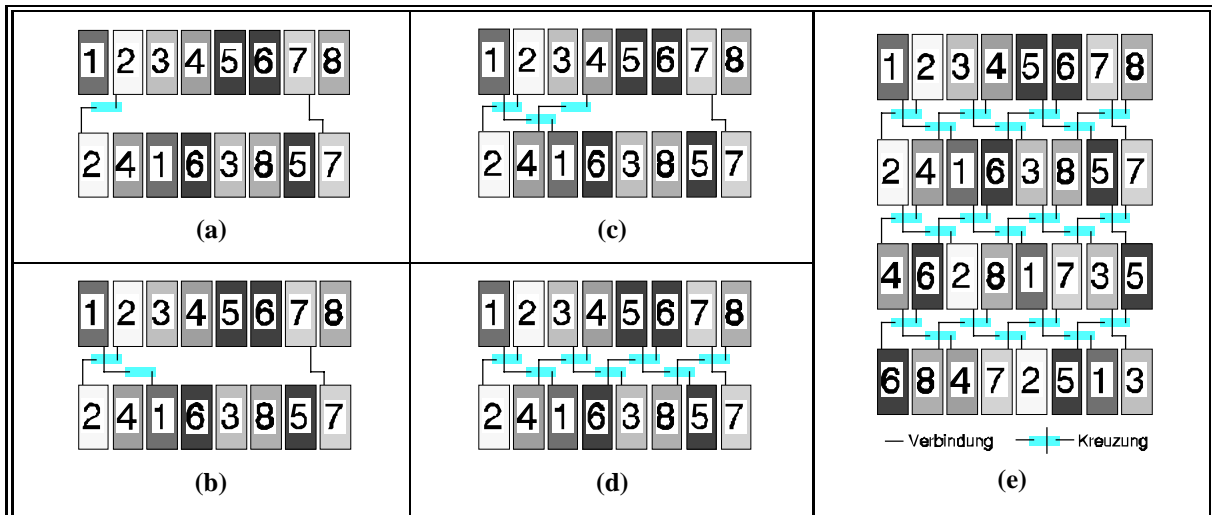 1 2 3 4 5 6 7 8
2 4 1 6 3 8 5 7
(a)
1 2 3 4 5 6 7 8
2 4 1 6 3 8 5 7
(b)
1 2 3 4 5 6 7 8
2 4 1 6 3 8 5 7
(c)
1 2 3 4 5 6 7 8
2 4 1 6 3 8 5 7
(d)
1 2 3 4 5 6 7 8
2 4 1 6 3 8 5 7
4 6 2 8 1 7 3 5
6 8 4 7 2 5 1 3
Verbindung Kreuzung
(e)